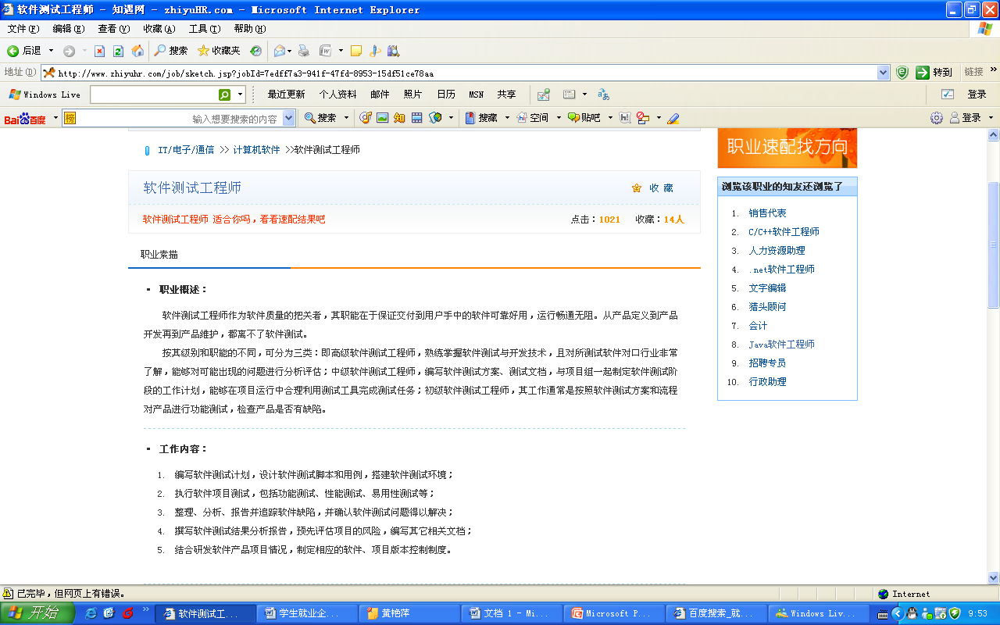 软件测试工程师 - 知遇网 - zhiyuHR.com - Microsoft Internet Explorer
文件(F) 编辑(E) 查看(V) 收藏(A) 工具(T) 帮助(H)
后退 搜索 收藏夹
地址(D) http://www.zhiyuhr.com/job/sketch.jsp?jobId=7edff7a3-941f-47fd-8953-15df51ce78aa 转到 链接 »
Windows Live 最近更新 个人资料 邮件 照片 日历 MSN 共享 登录
Bai百度 榜 输入想要搜索的内容 搜索 知 搜藏 空间 贴吧 登录
IT/电子/通信 >> 计算机软件 >>软件测试工程师
软件测试工程师 收 藏
软件测试工程师 适合你吗，看看速配结果吧 点击：1021 收藏：14人
职业素描
职业概述：
软件测试工程师作为软件质量的把关者，其职能在于保证交付到用户手中的软件可靠好用，运行畅通无阻。从产品定义到产品
开发再到产品维护，都离不了软件测试。
按其级别和职能的不同，可分为三类：即高级软件测试工程师，熟练掌握软件测试与开发技术，且对所测试软件对口行业非常
了解，能够对可能出现的问题进行分析评估；中级软件测试工程师，编写软件测试方案、测试文档，与项目组一起制定软件测试阶
段的工作计划，能够在项目运行中合理利用测试工具完成测试任务；初级软件测试工程师，其工作通常是按照软件测试方案和流程
对产品进行功能测试，检查产品是否有缺陷。
工作内容：
1. 编写软件测试计划，设计软件测试脚本和用例，搭建软件测试环境；
2. 执行软件项目测试，包括功能测试、性能测试、易用性测试等；
3. 整理、分析、报告并追踪软件缺陷，并确认软件测试问题得以解决；
4. 撰写软件测试结果分析报告，预先评估项目的风险，编写其它相关文档；
5. 结合研发软件产品项目情况，制定相应的软件、项目版本控制制度。
职业速配找方向
浏览该职业的知友还浏览了
1. 销售代表
2. C/C++软件工程师
3. 人力资源助理
4. .net软件工程师
5. 文字编辑
6. 猎头顾问
7. 会计
8. Java软件工程师
9. 招聘专员
10. 行政助理
已完毕，但网页上有错误。 Internet
开始 » 软件测试工... 学生就业企... 黄艳萍 文档 1 - Mi... Microsoft P... 百度搜索_就... Windows Liv... 9:53